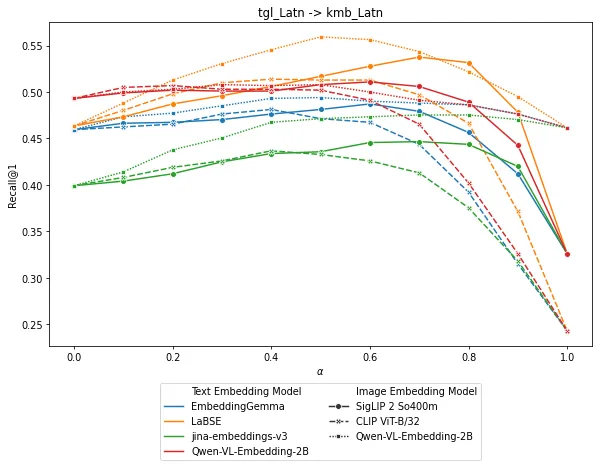 tgl_Latn -> kmb_Latn
Recall@1
0.55
0.50
0.45
0.40
0.35
0.30
0.25
0.0 0.2 0.4 0.6 0.8 1.0
α
Text Embedding Model Image Embedding Model
EmbeddingGemma SigLIP 2 So400m
LaBSE CLIP ViT-B/32
jina-embeddings-v3 Qwen-VL-Embedding-2B
Qwen-VL-Embedding-2B